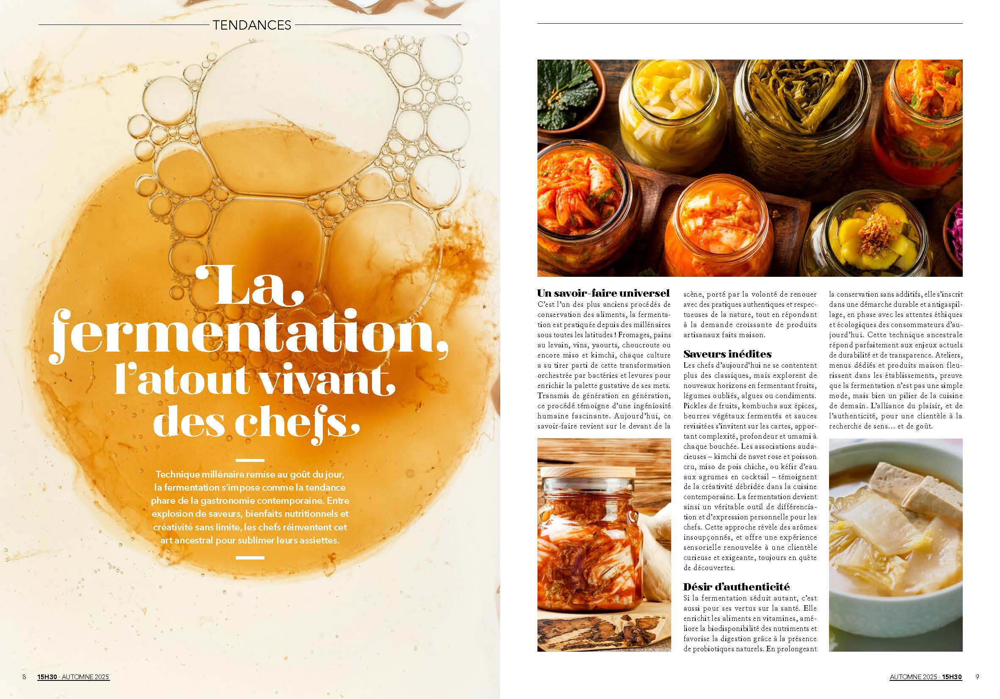 TENDANCES
La
fermentation,
l'atout vivant
des chefs.
Technique millénaire remise au goût du jour,
la fermentation s'impose comme la tendance
phare de la gastronomie contemporaine. Entre
explosion de saveurs, bienfaits nutritionnels et
créativité sans limite, les chefs réinventent cet
art ancestral pour sublimer leurs assiettes.
8 15H30 · AUTOMNE 2025
Un savoir-faire universel
C'est l'un des plus anciens procédés de
conservation des aliments, la fermenta-
tion est pratiquée depuis des millénaires
sous toutes les latitudes ! Fromages, pains
au levain, vins, yaourts, choucroute ou
encore miso et kimchi, chaque culture
a su tirer parti de cette transformation
orchestrée par bactéries et levures pour
enrichir la palette gustative de ses mets.
Transmis de génération en génération,
ce procédé témoigne d'une ingéniosité
humaine fascinante. Aujourd'hui, ce
savoir-faire revient sur le devant de la
scène, porté par la volonté de renouer
avec des pratiques authentiques et respec-
tueuses de la nature, tout en répondant
à la demande croissante de produits
artisanaux faits maison.
Saveurs inédites
Les chefs d'aujourd'hui ne se contentent
plus des classiques, mais explorent de
nouveaux horizons en fermentant fruits,
légumes oubliés, algues ou condiments.
Pickles de fruits, kombucha aux épices,
beurres végétaux fermentés et sauces
revisitées s'invitent sur les cartes, appor-
tant complexité, profondeur et umami à
chaque bouchée. Les associations auda-
cieuses – kimchi de navet rose et poisson
cru, miso de pois chiche, ou kéfir d'eau
aux agrumes en cocktail – témoignent
de la créativité débridée dans la cuisine
contemporaine. La fermentation devient
ainsi un véritable outil de différencia-
tion et d'expression personnelle pour les
chefs. Cette approche révèle des arômes
insoupçonnés, et offre une expérience
sensorielle renouvelée à une clientèle
curieuse et exigeante, toujours en quête
de découvertes.
Désir d'authenticité
Si la fermentation séduit autant, c'est
aussi pour ses vertus sur la santé. Elle
enrichit les aliments en vitamines, amé-
liore la biodisponibilité des nutriments et
favorise la digestion grâce à la présence
de probiotiques naturels. En prolongeant
la conservation sans additifs, elle s'inscrit
dans une démarche durable et antigaspil-
lage, en phase avec les attentes éthiques
et écologiques des consommateurs d'au-
jourd'hui. Cette technique ancestrale
répond parfaitement aux enjeux actuels
de durabilité et de transparence. Ateliers,
menus dédiés et produits maison fleu-
rissent dans les établissements, preuve
que la fermentation n'est pas une simple
mode, mais bien un pilier de la cuisine
de demain. L'alliance du plaisir, et de
l'authenticité, pour une clientèle à la
recherche de sens... et de goût.
AUTOMNE 2025 · 15H30 9